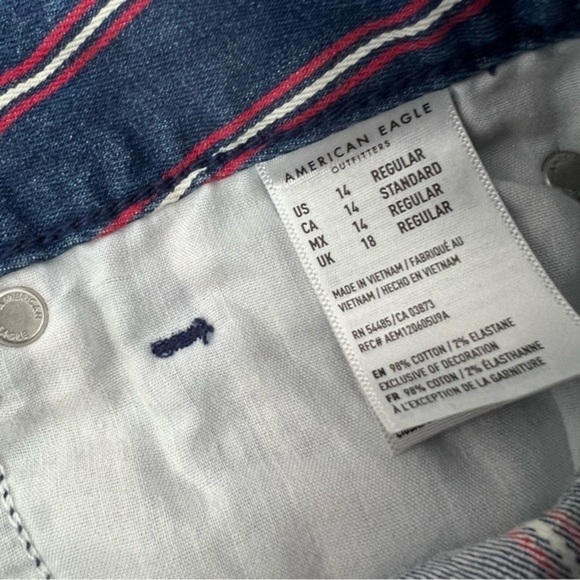 AMERICAN EAGLE
OUTFITTERS
US 14 REGULAR
CA 14 STANDARD
MX 14 REGULAR
UK 18 REGULAR
MADE IN VIETNAM / FABRIQUÉ AU
VIETNAM / HECHO EN VIETNAM
RN 54485/CA 03873
RFC# AEM120605U9A
EN 98% COTTON / 2% ELASTANE
EXCLUSIVE OF DECORATION
FR 98% COTON / 2% ÉLASTHANNE
À L'EXCEPTION DE LA GARNITURE
AMERICAN
EAGLE